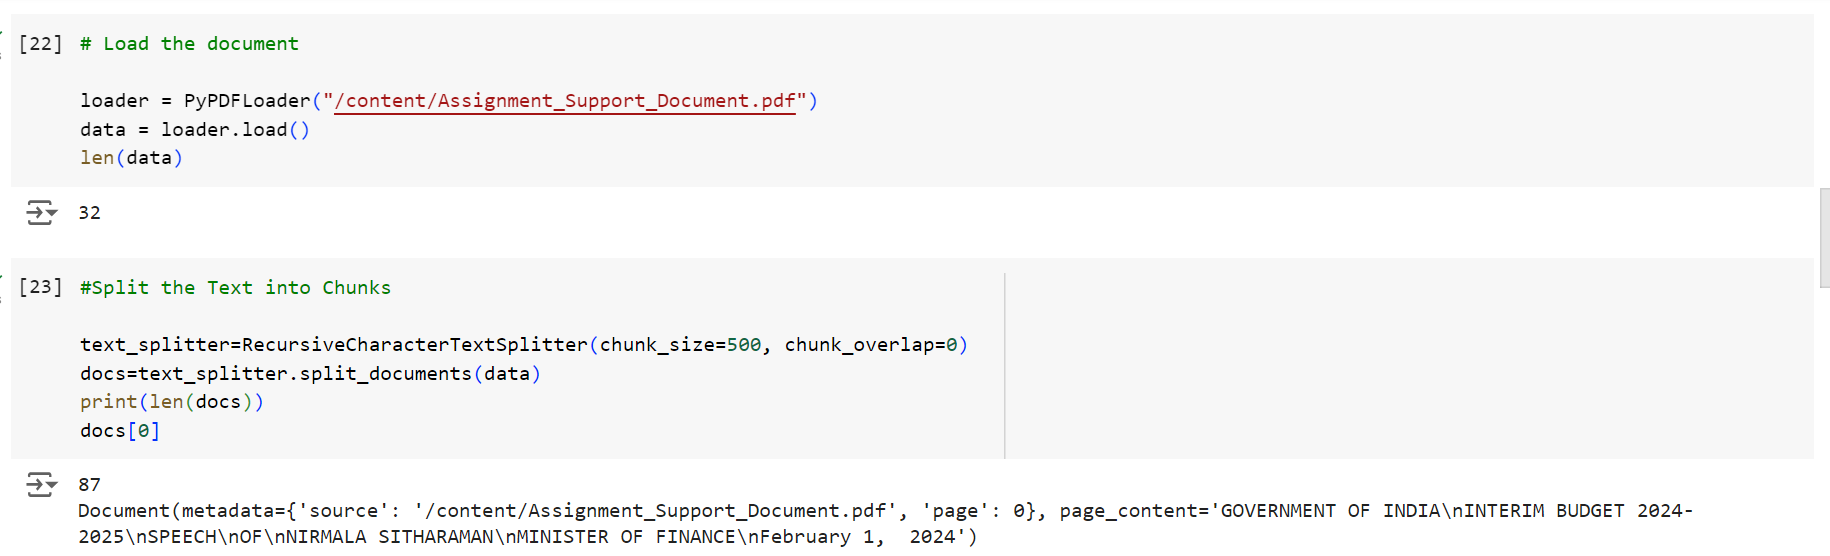 [22] # Load the document
loader = PyPDFLoader("/content/Assignment_Support_Document.pdf")
data = loader.load()
len(data)
32
[23] #Split the Text into Chunks
text_splitter=RecursiveCharacterTextSplitter(chunk_size=500, chunk_overlap=0)
docs=text_splitter.split_documents(data)
print(len(docs))
docs[0]
87
Document(metadata={'source': '/content/Assignment_Support_Document.pdf', 'page': 0}, page_content='GOVERNMENT OF INDIA\nINTERIM BUDGET 2024-
2025\nSPEECH\nOF\nNIRMALA SITHARAMAN\nMINISTER OF FINANCE\nFebruary 1,  2024')